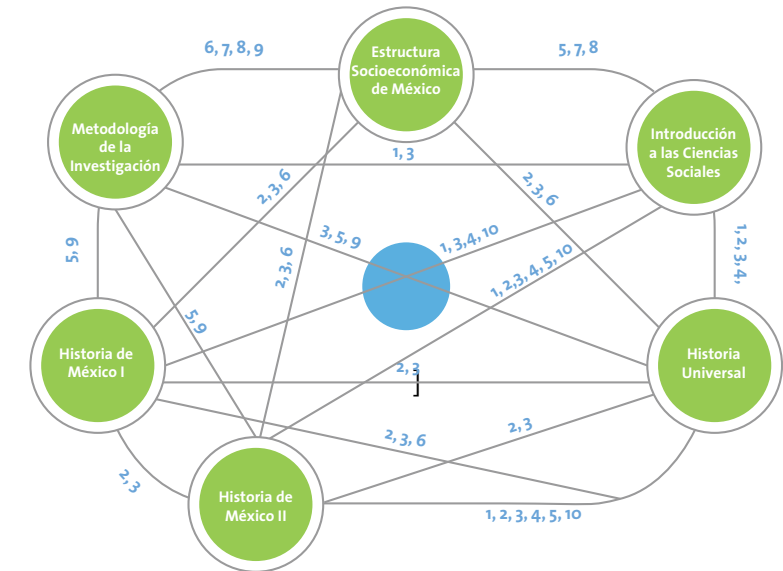 6, 7, 8, 9
Estructura
Socioeconómica
de México
5, 7, 8
Metodología
de la
Investigación
Introducción
a las Ciencias
Sociales
1, 3
2, 3, 6
2, 3, 6
3, 5, 9
1, 3,4, 10
2, 3, 6
1, 2,3, 4, 5, 10
1, 2, 3,4,
5, 9
5, 9
Historia de
México I
Historia
Universal
2, 3
]
2, 3, 6
2, 3
2, 3
Historia de
México II
1, 2, 3, 4, 5, 10